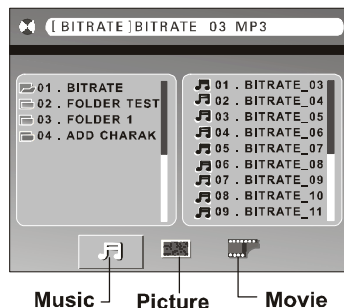 [BITRATE]BITRATE 03 MP3
01 . BITRATE
02 . FOLDER TEST
03 . FOLDER 1
04 . ADD CHARAK
01 . BITRATE_03
02 . BITRATE_04
03 . BITRATE_05
04 . BITRATE_06
05 . BITRATE_07
06 . BITRATE_08
07 . BITRATE_09
08 . BITRATE_10
09 . BITRATE_11
Music Picture Movie